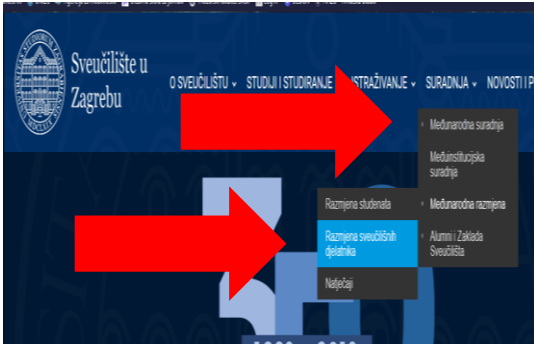 Sveučilište u
Zagrebu
O SVEUČILIŠTU
STUDIJI I STUDIRANJE
ISTRAŽIVANJE
SURADNJA
NOVOSTI I P
Međunarodna suradnja
Međuinstitucijska
suradnja
Međunarodna razmjena
Alumni i Zaklada
Sveučilišta
Razmjena studenata
Razmjena sveučilišnih
djelatnika
Natječaji